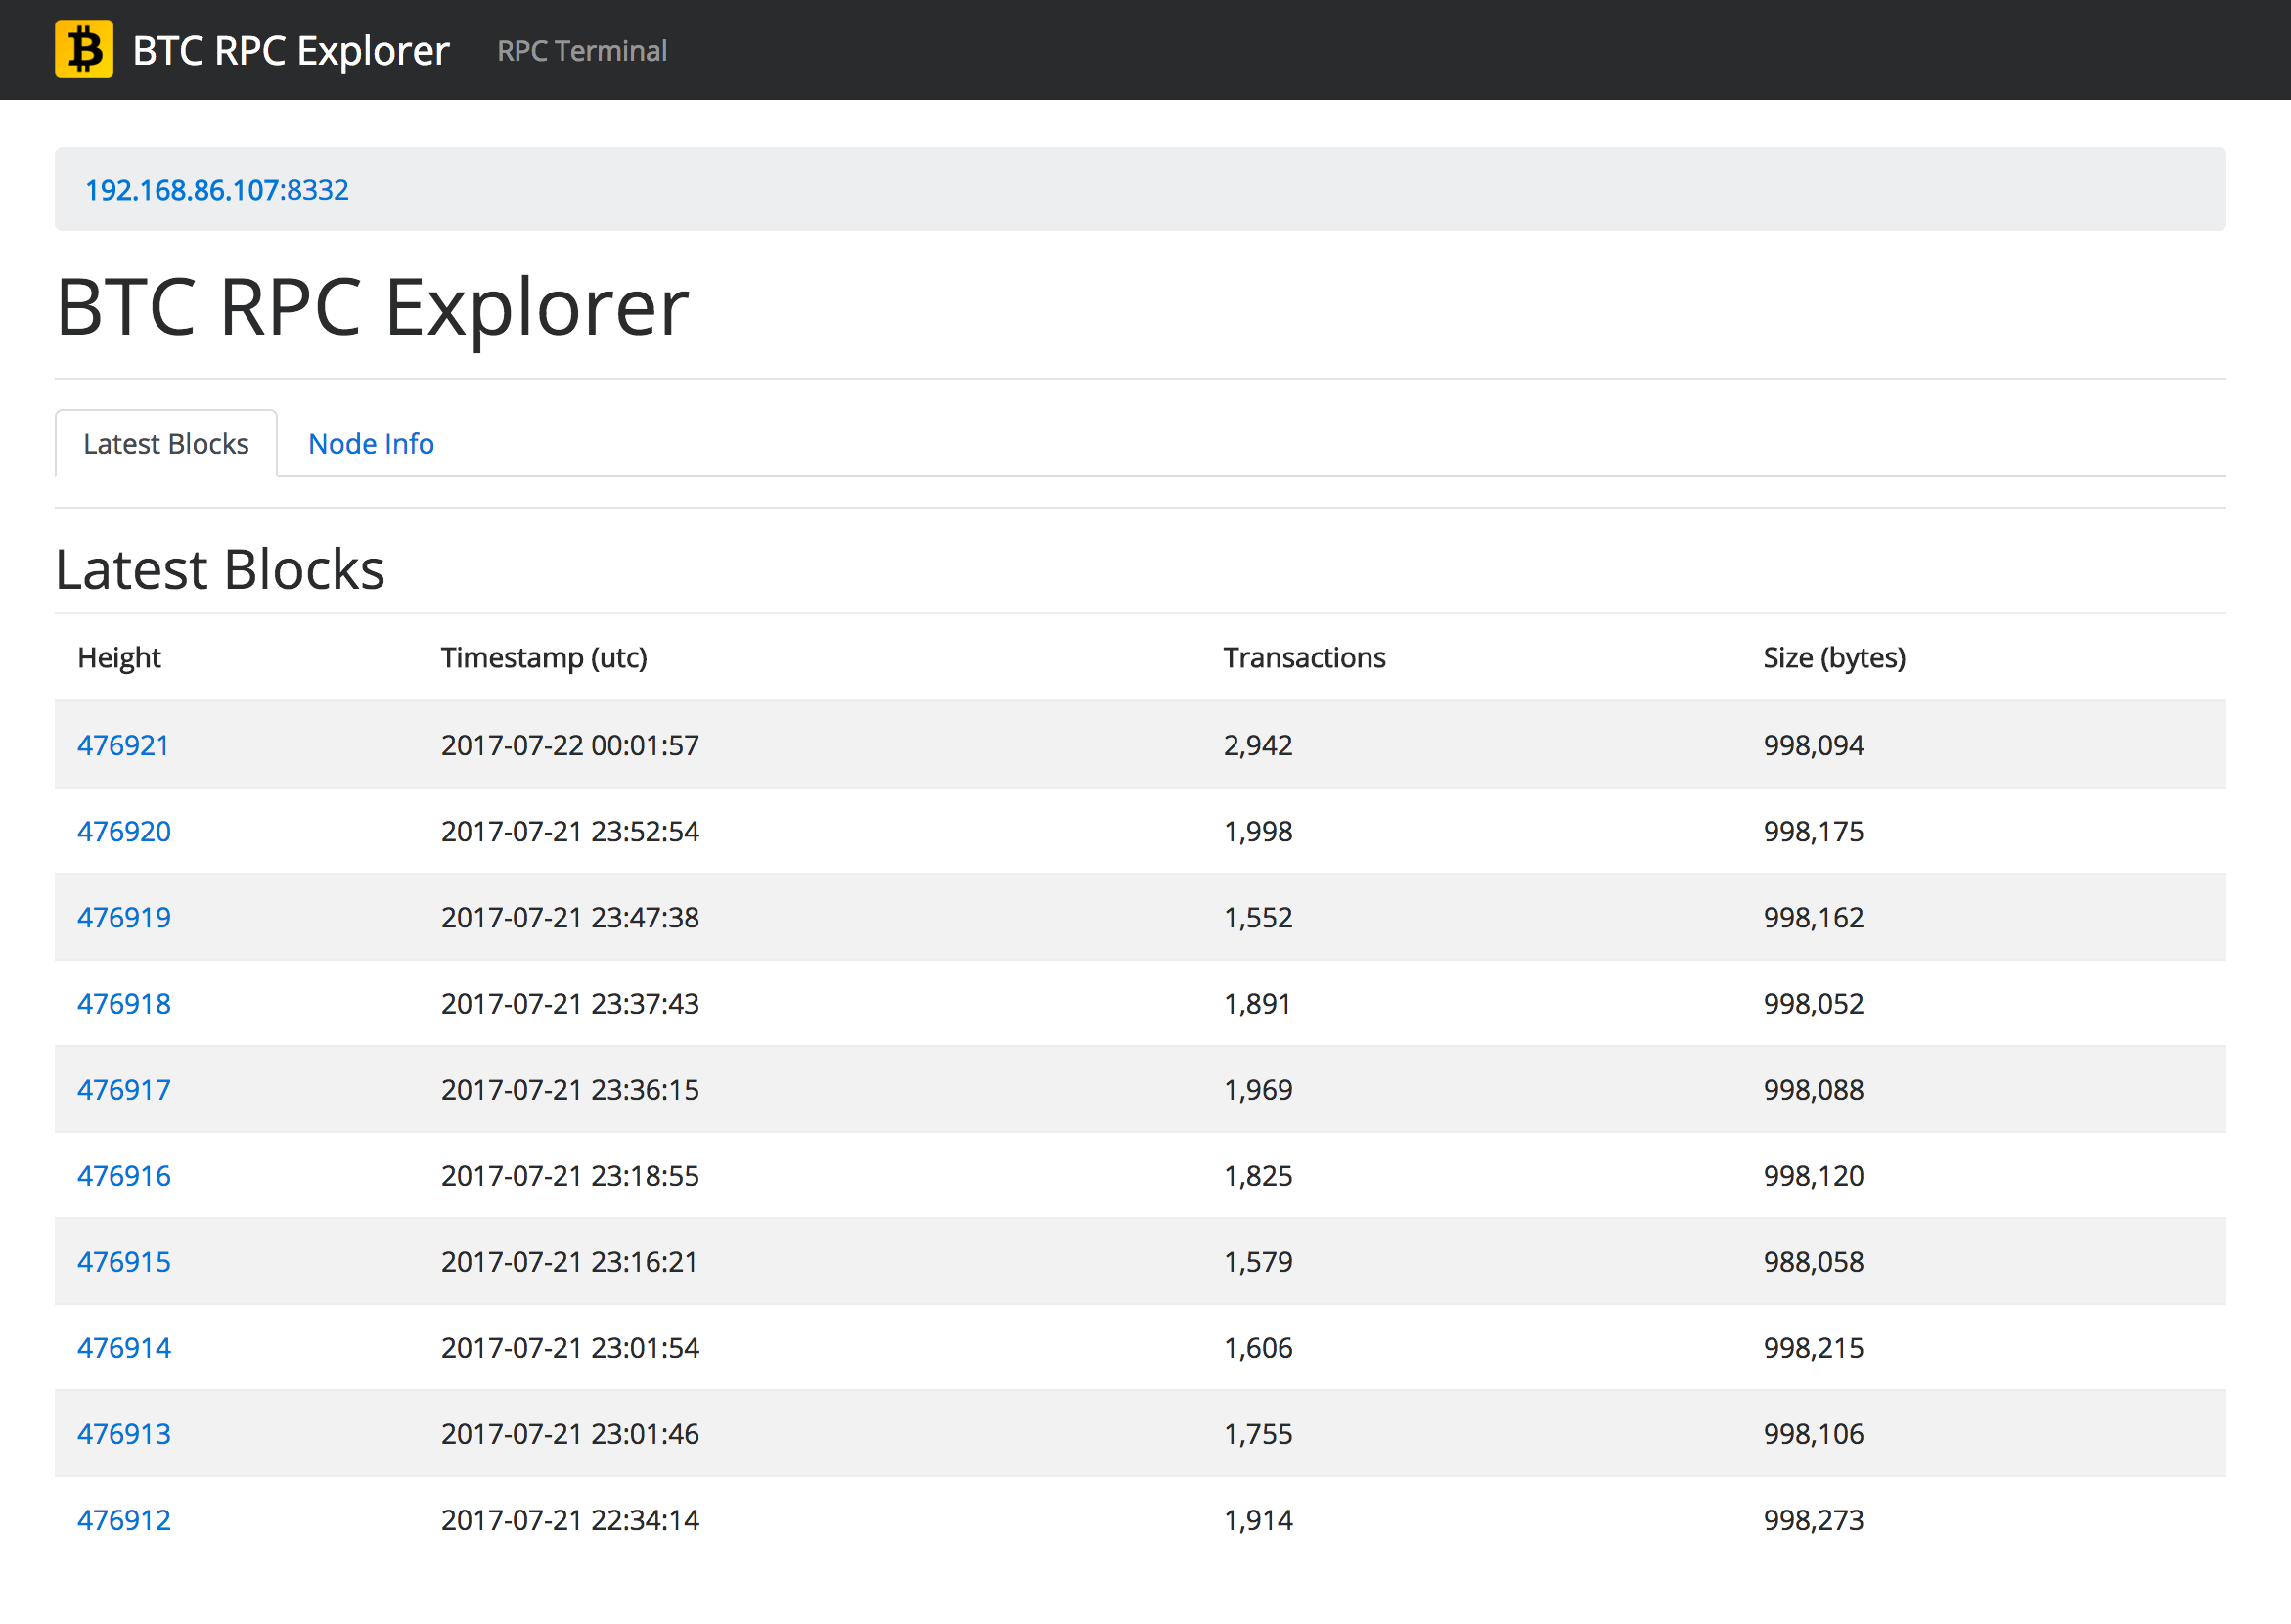 BTC RPC Explorer RPC Terminal
192.168.86.107:8332
BTC RPC Explorer
Latest Blocks Node Info
Latest Blocks
Height Timestamp (utc) Transactions Size (bytes)
476921 2017-07-22 00:01:57 2,942 998,094
476920 2017-07-21 23:52:54 1,998 998,175
476919 2017-07-21 23:47:38 1,552 998,162
476918 2017-07-21 23:37:43 1,891 998,052
476917 2017-07-21 23:36:15 1,969 998,088
476916 2017-07-21 23:18:55 1,825 998,120
476915 2017-07-21 23:16:21 1,579 988,058
476914 2017-07-21 23:01:54 1,606 998,215
476913 2017-07-21 23:01:46 1,755 998,106
476912 2017-07-21 22:34:14 1,914 998,273